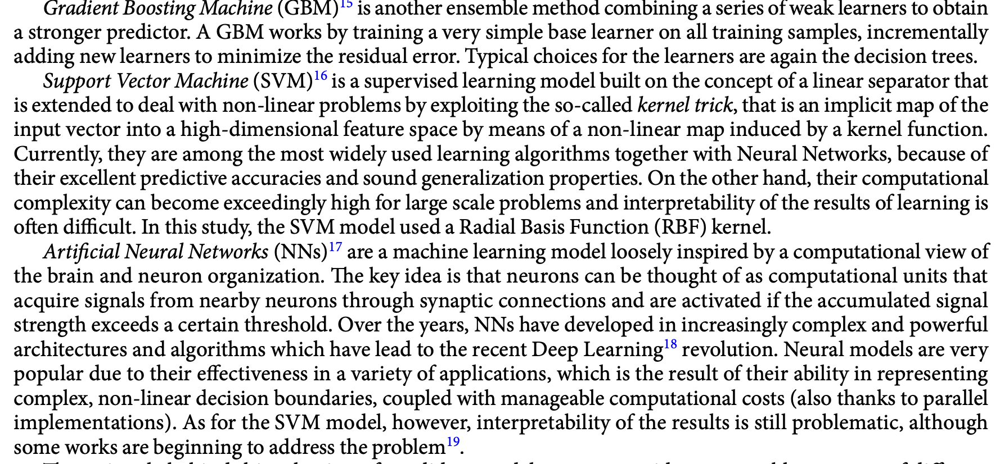 Gradient Boosting Machine (GBM)15 is another ensemble method combining a series of weak learners to obtain
a stronger predictor. A GBM works by training a very simple base learner on all training samples, incrementally
adding new learners to minimize the residual error. Typical choices for the learners are again the decision trees.
Support Vector Machine (SVM)16 is a supervised learning model built on the concept of a linear separator that
is extended to deal with non-linear problems by exploiting the so-called kernel trick, that is an implicit map of the
input vector into a high-dimensional feature space by means of a non-linear map induced by a kernel function.
Currently, they are among the most widely used learning algorithms together with Neural Networks, because of
their excellent predictive accuracies and sound generalization properties. On the other hand, their computational
complexity can become exceedingly high for large scale problems and interpretability of the results of learning is
often difficult. In this study, the SVM model used a Radial Basis Function (RBF) kernel.
Artificial Neural Networks (NNs)17 are a machine learning model loosely inspired by a computational view of
the brain and neuron organization. The key idea is that neurons can be thought of as computational units that
acquire signals from nearby neurons through synaptic connections and are activated if the accumulated signal
strength exceeds a certain threshold. Over the years, NNs have developed in increasingly complex and powerful
architectures and algorithms which have lead to the recent Deep Learning18 revolution. Neural models are very
popular due to their effectiveness in a variety of applications, which is the result of their ability in representing
complex, non-linear decision boundaries, coupled with manageable computational costs (also thanks to parallel
implementations). As for the SVM model, however, interpretability of the results is still problematic, although
some works are beginning to address the problem19.